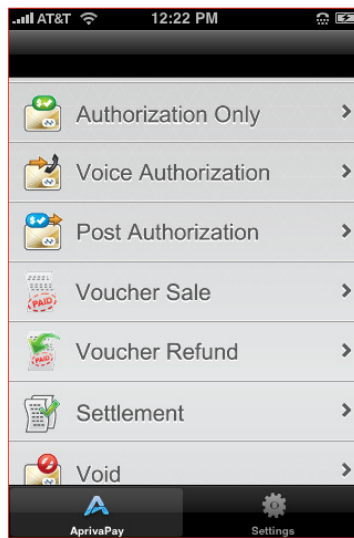 AT&T 12:22 PM
Authorization Only
Voice Authorization
Post Authorization
PAID Voucher Sale
PAID Voucher Refund
Settlement
Void
AprivaPay Settings